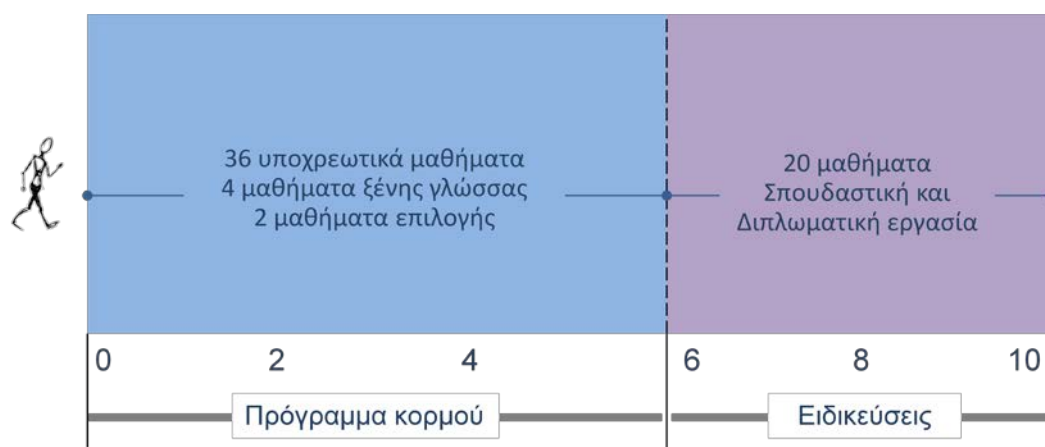 36 υποχρεωτικά μαθήματα
4 μαθήματα ξένης γλώσσας
2 μαθήματα επιλογής
20 μαθήματα
Σπουδαστική και
Διπλωματική εργασία
0 2 4 6 8 10
Πρόγραμμα κορμού
Ειδικεύσεις